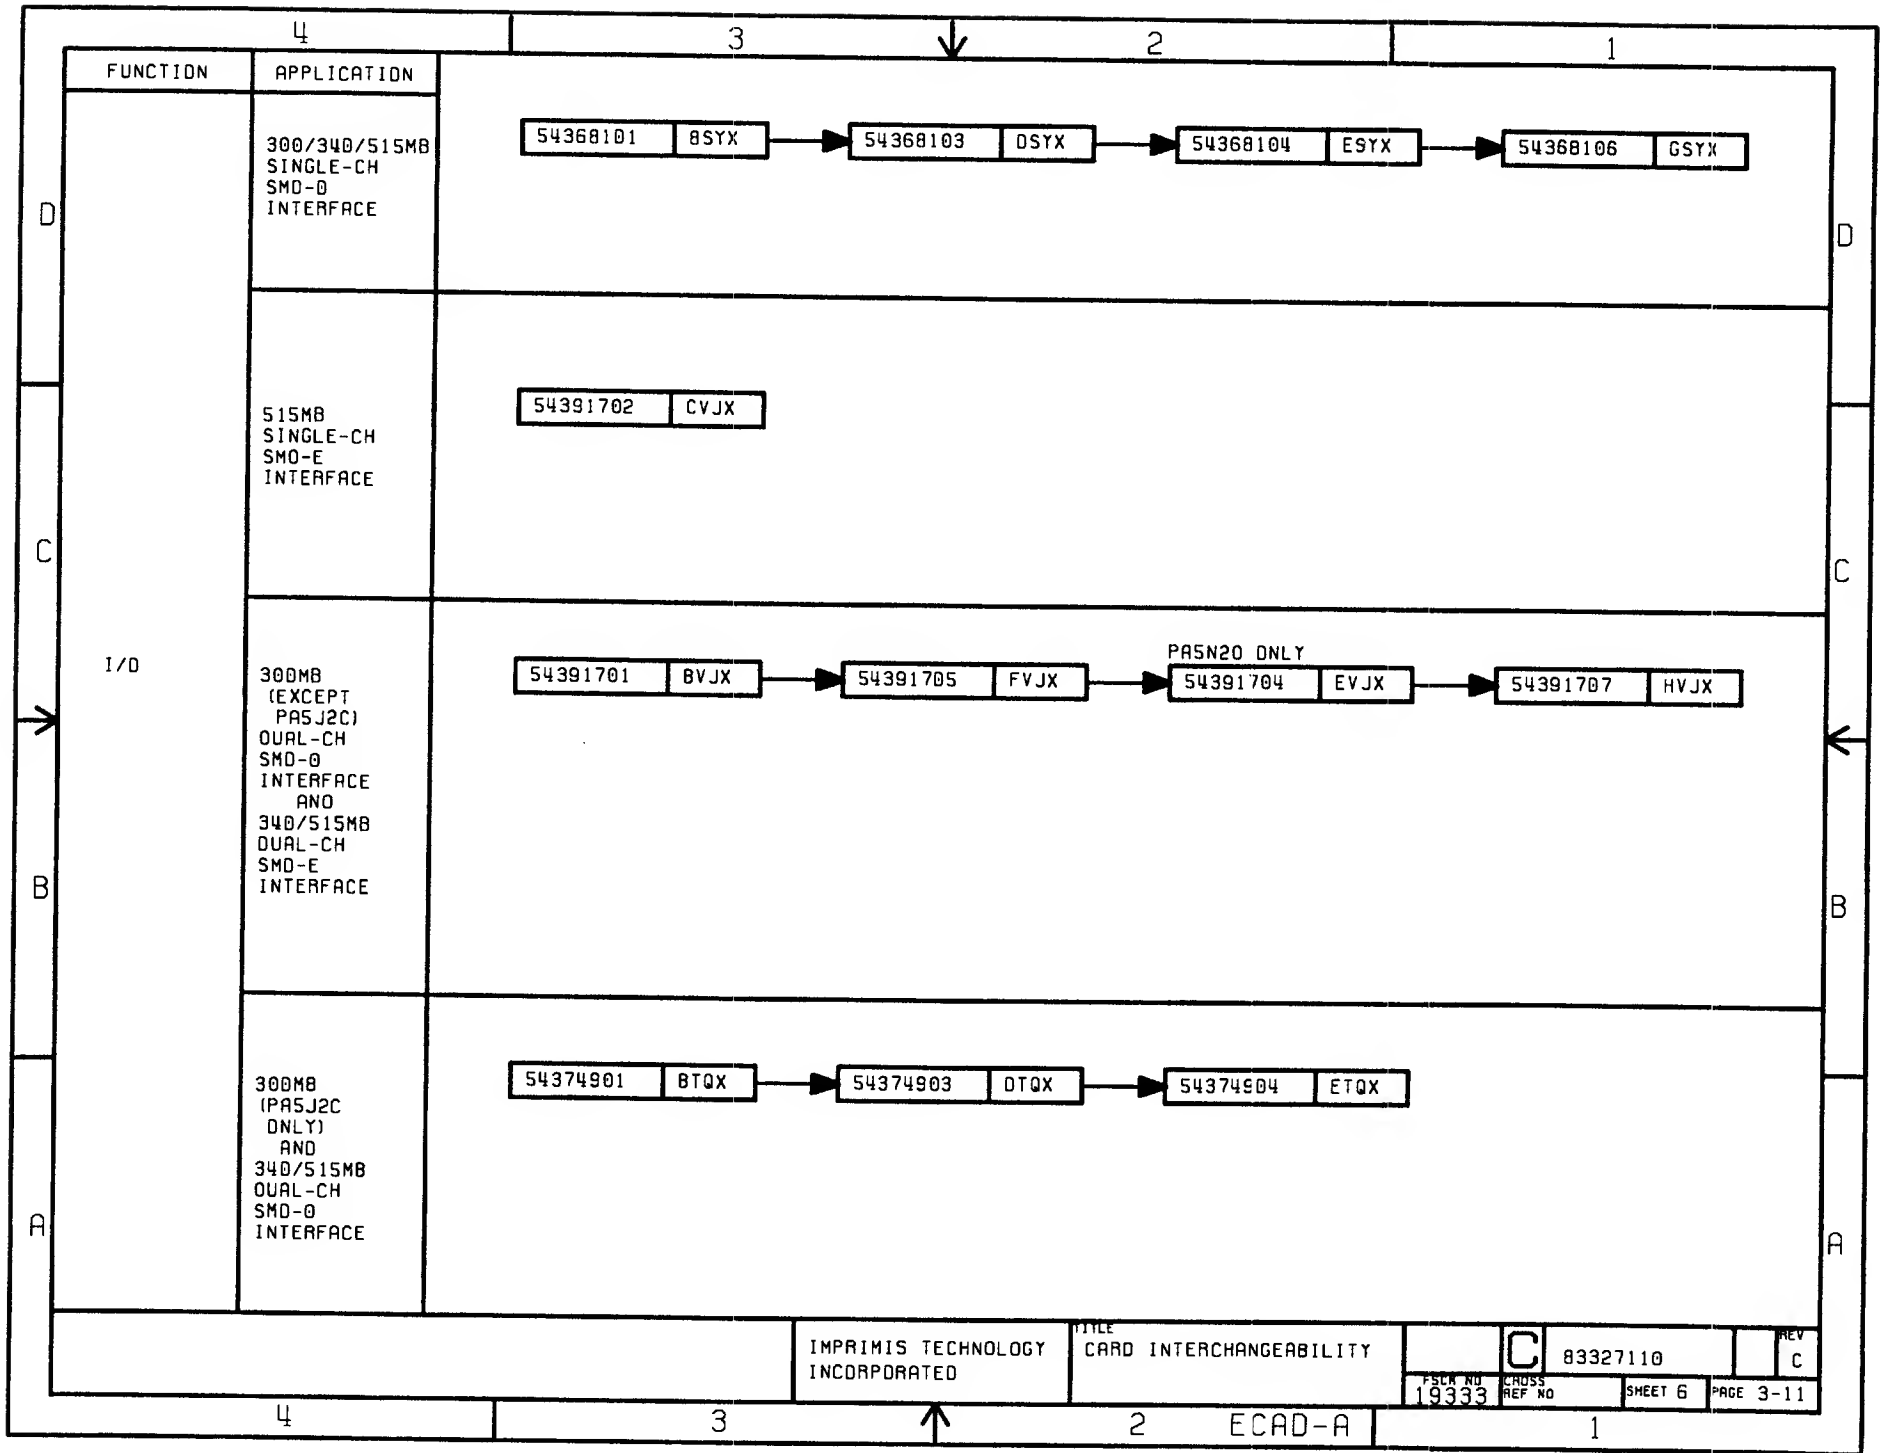 4 3 2 1
FUNCTION APPLICATION
D
D
300/340/515MB
SINGLE-CH
SMD-0
INTERFACE
54368101 BSYX 54368103 DSYX 54368104 ESYX 54368106 GSYX
515MB
SINGLE-CH
SMD-E
INTERFACE
54391702 CVJX
C
C
I/O
300MB
(EXCEPT
PA5J2C)
DUAL-CH
SMD-0
INTERFACE
AND
340/515MB
DUAL-CH
SMD-E
INTERFACE
PA5N2O ONLY
54391701 BVJX 54391705 FVJX 54391704 EVJX 54391707 HVJX
B
B
300MB
(PA5J2C
ONLY)
AND
340/515MB
DUAL-CH
SMD-0
INTERFACE
54374901 BTQX 54374903 DTQX 54374904 ETQX
A
A
IMPRIMIS TECHNOLOGY
INCORPORATED
TITLE
CARD INTERCHANGEABILITY
C 83327110 REV
C
FSCM NO
19333
CROSS
REF NO
SHEET 6 PAGE 3-11
4 3 2 ECAD-A 1